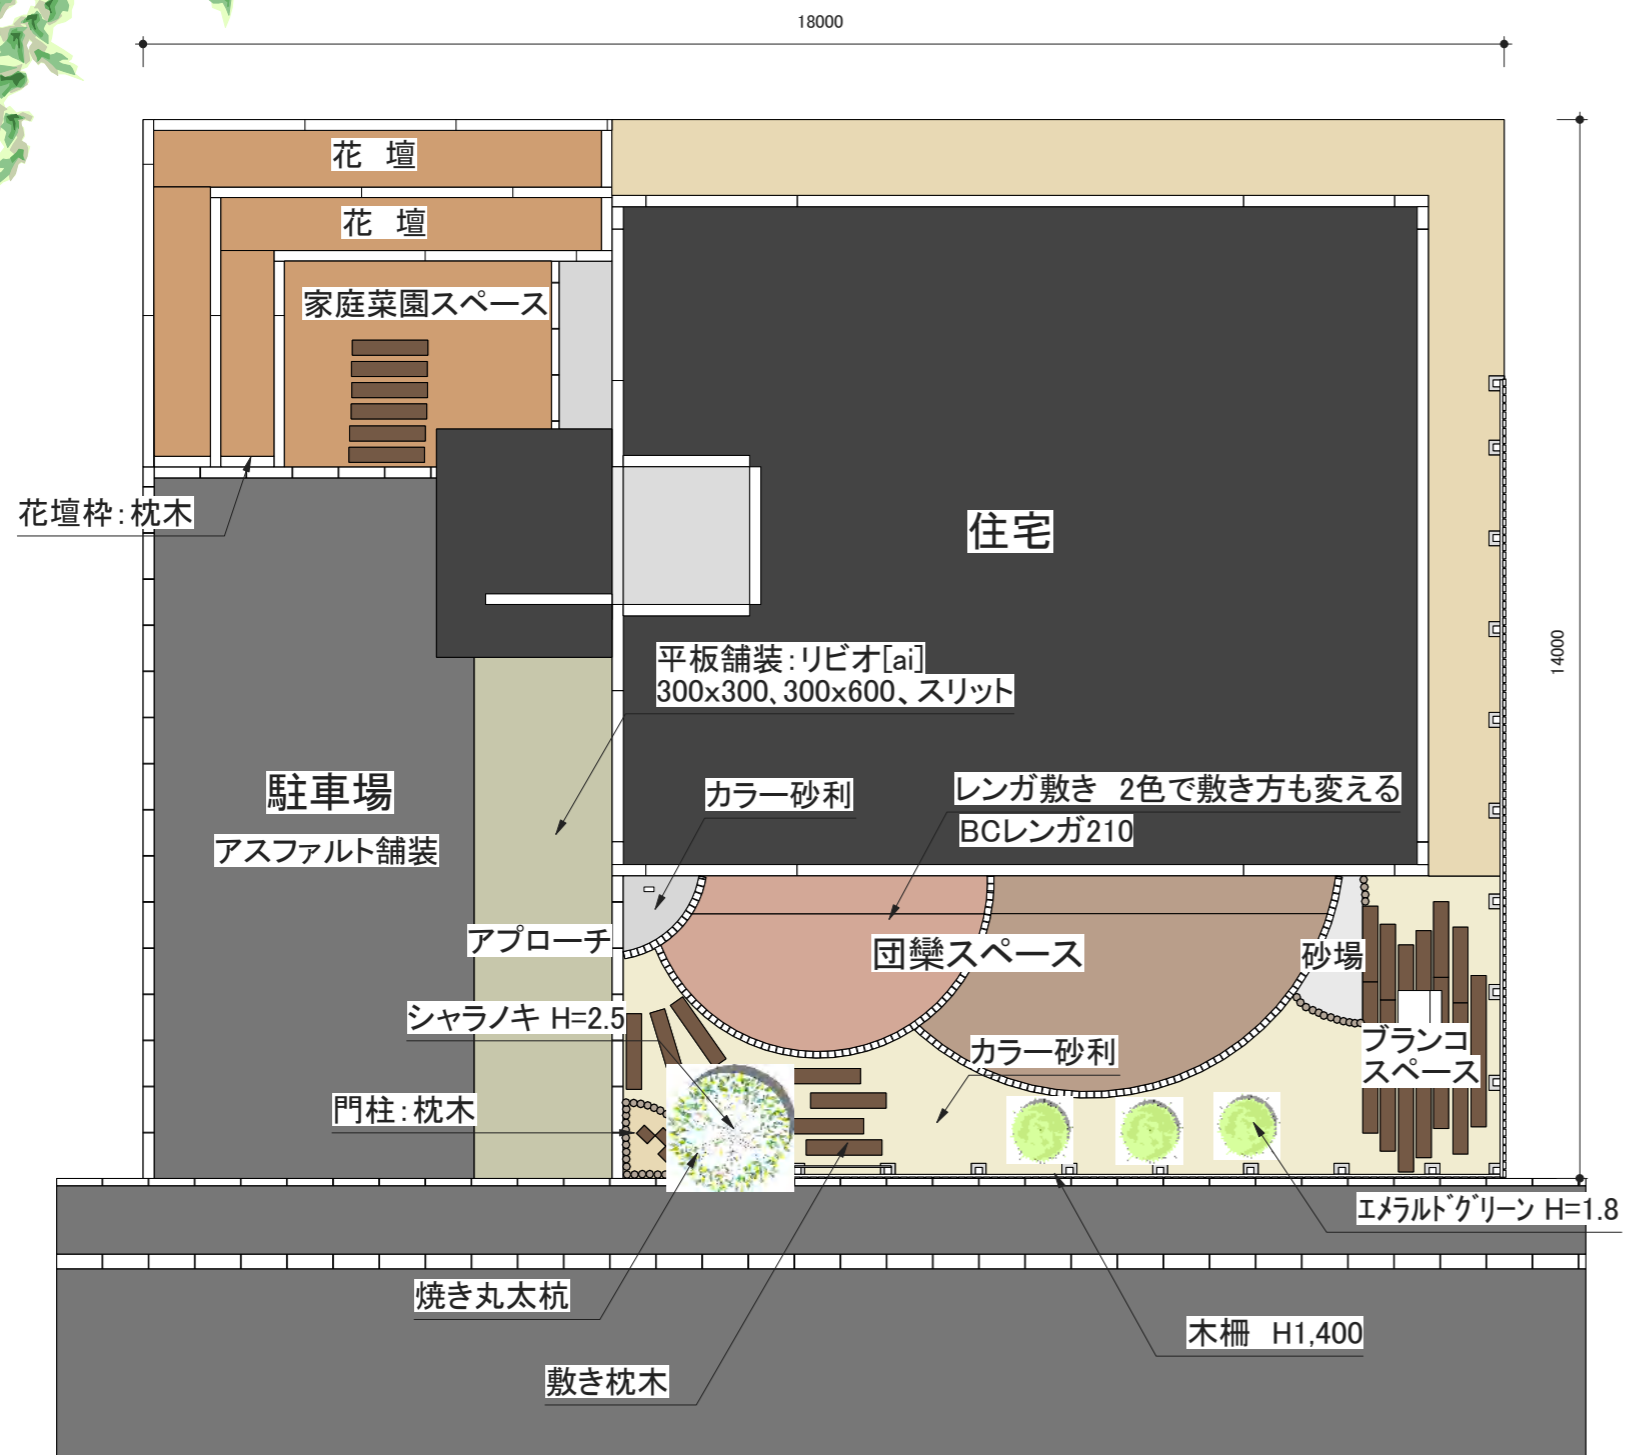 18000
花 壇
花 壇
家庭菜園スペース
花壇枠：枕木
住宅
14000
平板舗装：リビオ[ai]
300x300、300x600、スリット
駐車場
アスファルト舗装
カラー砂利
レンガ敷き 2色で敷き方も変える
BCレンガ210
アプローチ
団欒スペース
砂場
シャラノキ H=2.5
カラー砂利
ブランコ
スペース
門柱：枕木
エメラルドグリーン H=1.8
焼き丸太杭
木柵 H1,400
敷き枕木